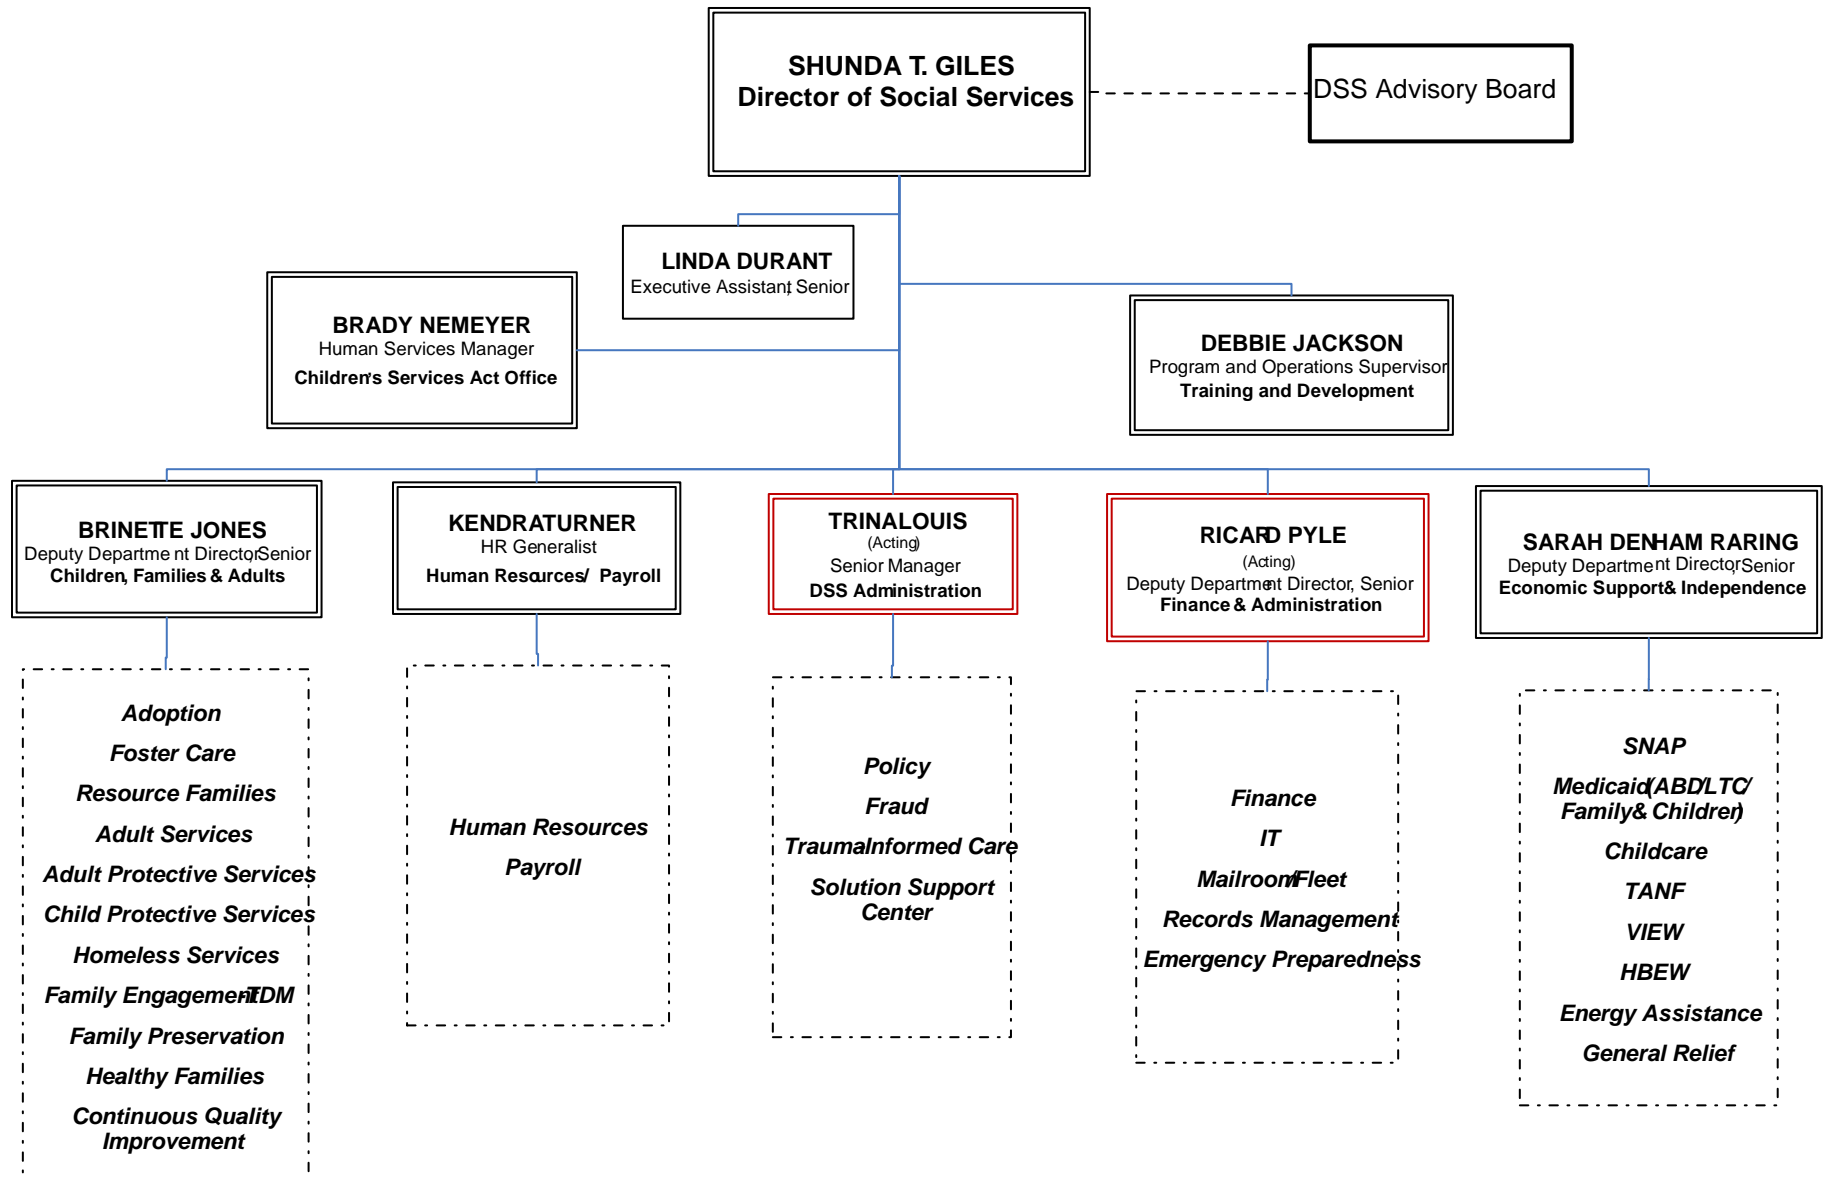 SHUNDA T. GILES
Director of Social Services
DSS Advisory Board
LINDA DURANT
Executive Assistant, Senior
BRADY NEMEYER
Human Services Manager
Children's Services Act Office
DEBBIE JACKSON
Program and Operations Supervisor
Training and Development
BRINETTE JONES
Deputy Department Director, Senior
Children, Families & Adults
KENDRA TURNER
HR Generalist
Human Resources/ Payroll
TRINA LOUIS
(Acting)
Senior Manager
DSS Administration
RICARD PYLE
(Acting)
Deputy Department Director, Senior
Finance & Administration
SARAH DENHAM RARING
Deputy Department Director, Senior
Economic Support & Independence
Adoption
Foster Care
Resource Families
Adult Services
Adult Protective Services
Child Protective Services
Homeless Services
Family Engagement-TDM
Family Preservation
Healthy Families
Continuous Quality
Improvement
Human Resources
Payroll
Policy
Fraud
Trauma-Informed Care
Solution Support
Center
Finance
IT
Mailroom/Fleet
Records Management
Emergency Preparedness
SNAP
Medicaid (ABD/LTC/
Family & Children)
Childcare
TANF
VIEW
HBEW
Energy Assistance
General Relief